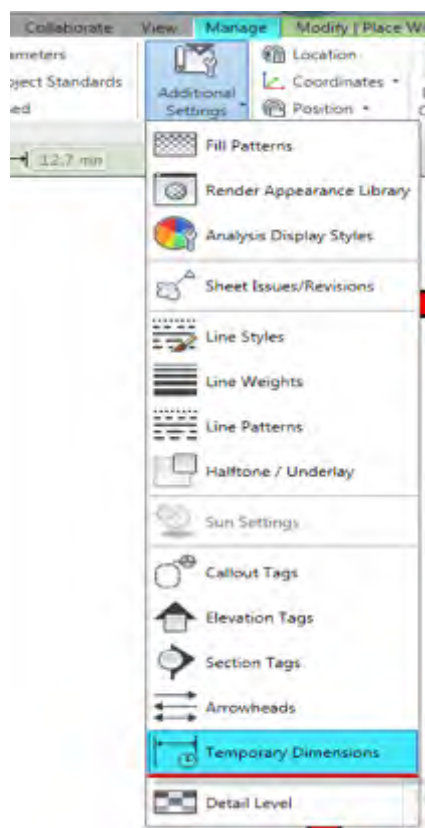 Collaborate View Manage Modify | Place W
ameters
oject Standards
ed
Additional
Settings
Location
Coordinates
Position
12.7 mm
Fill Patterns
Render Appearance Library
Analysis Display Styles
Sheet Issues/Revisions
Line Styles
Line Weights
Line Patterns
Halftone / Underlay
Sun Settings
Callout Tags
Elevation Tags
Section Tags
Arrowheads
Temporary Dimensions
Detail Level